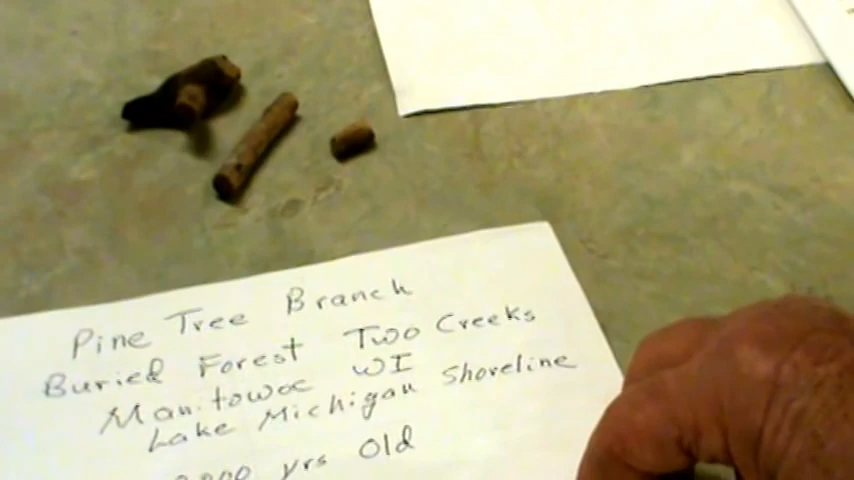 Pine Tree Branch
Buried Forest Two Creeks
Manitowoc WI
Lake Michigan Shoreline
yrs Old